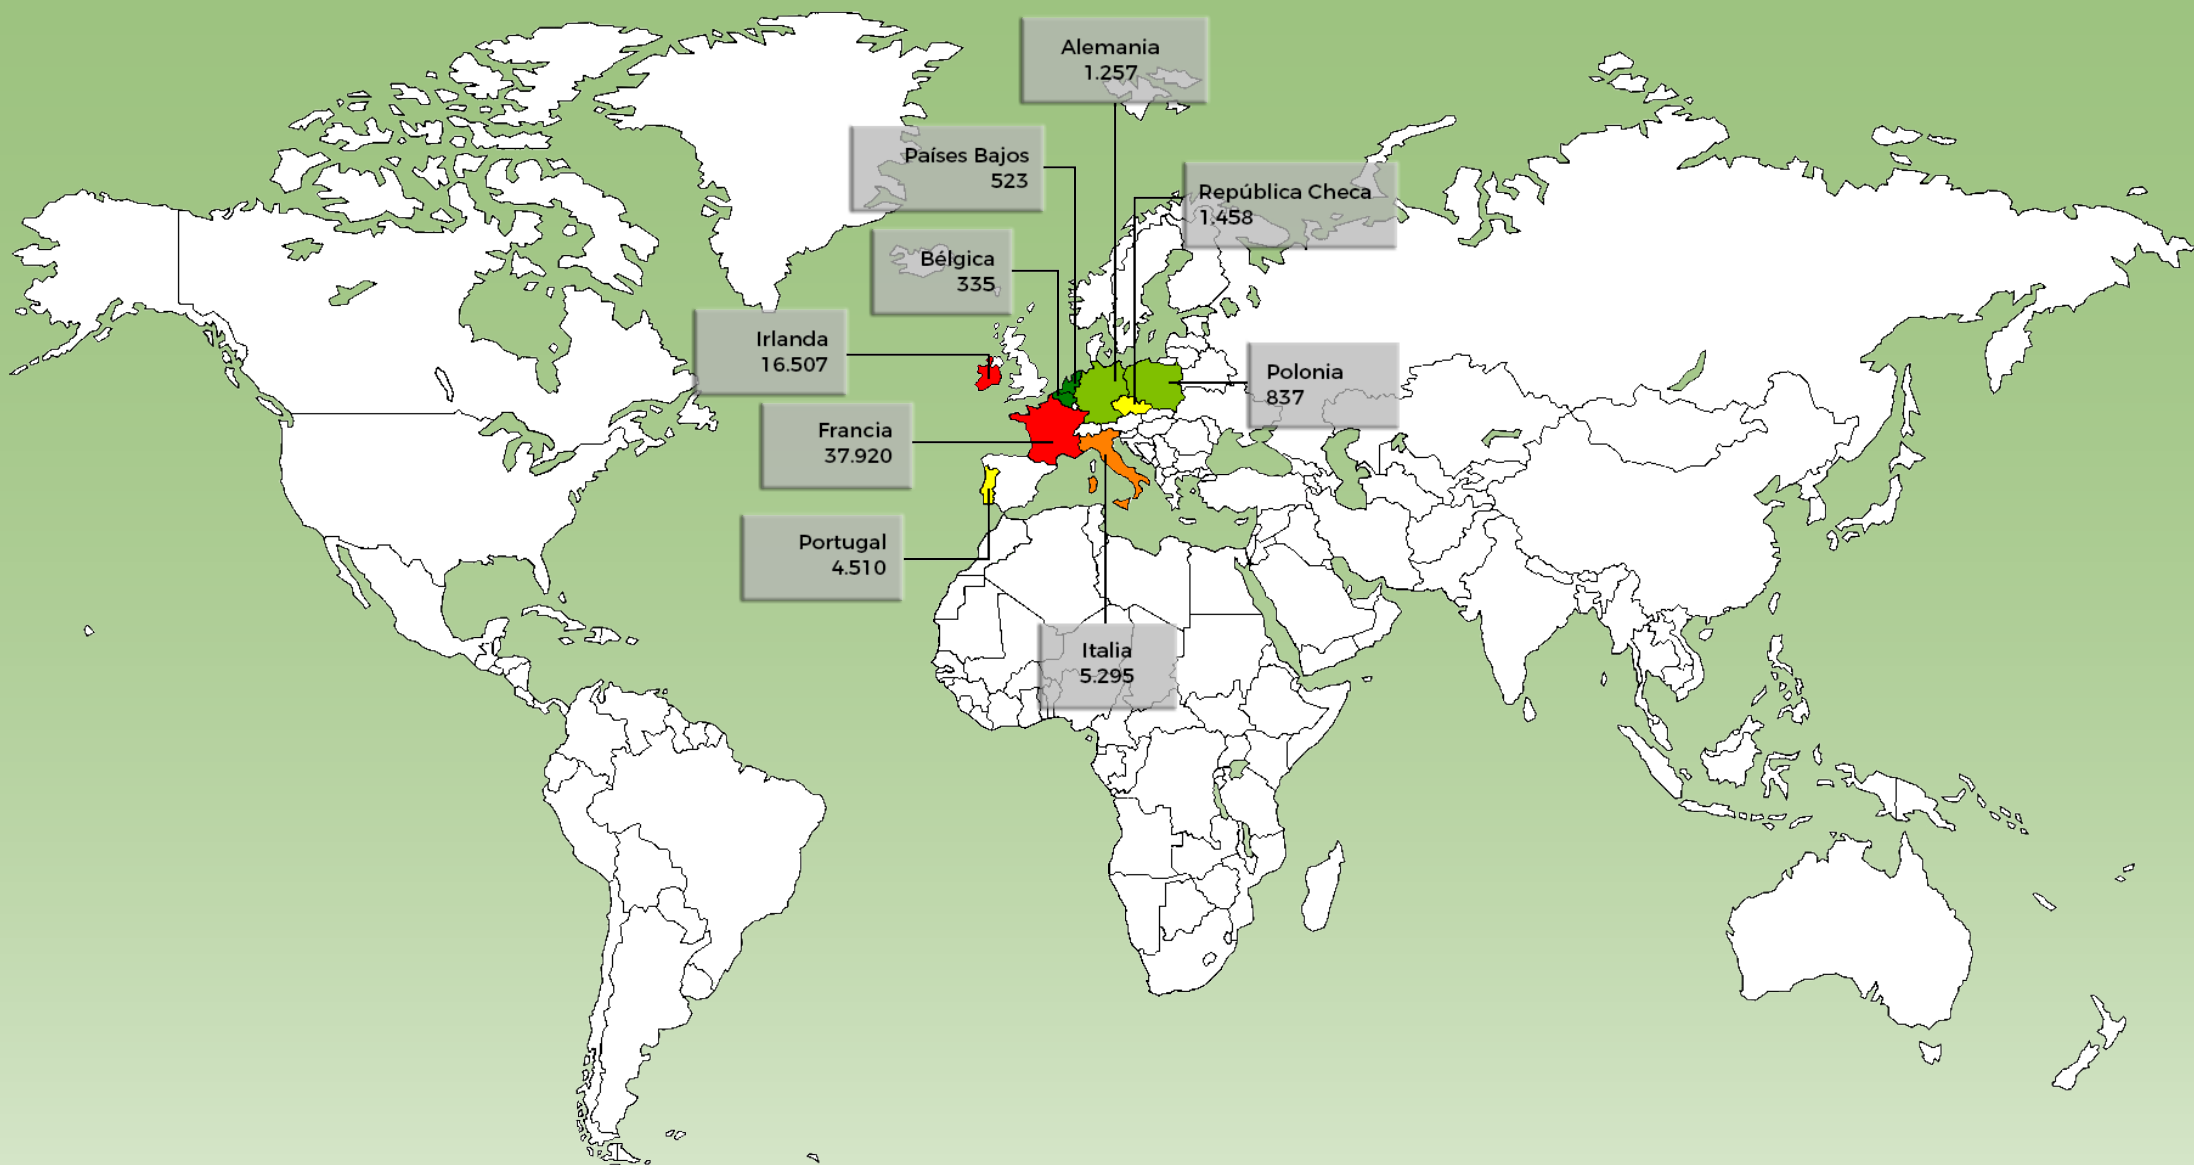 Alemania
1.257
Países Bajos
523
República Checa
1.458
Bélgica
335
Irlanda
16.507
Polonia
837
Francia
37.920
Portugal
4.510
Italia
5.295